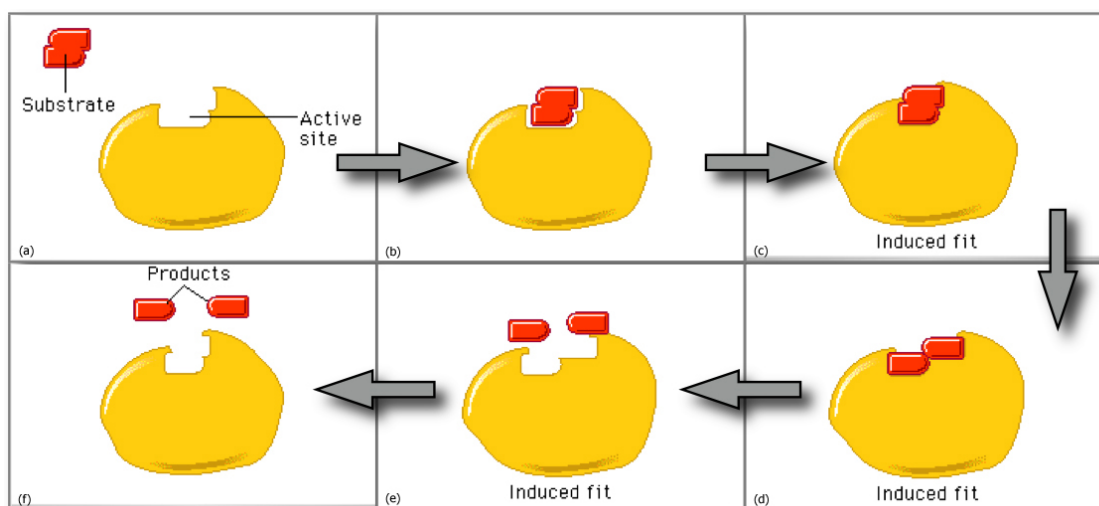 Substrate
Active
site
(a)
(b)
(c)
Induced fit
Products
(f)
(e)
Induced fit
(d)
Induced fit